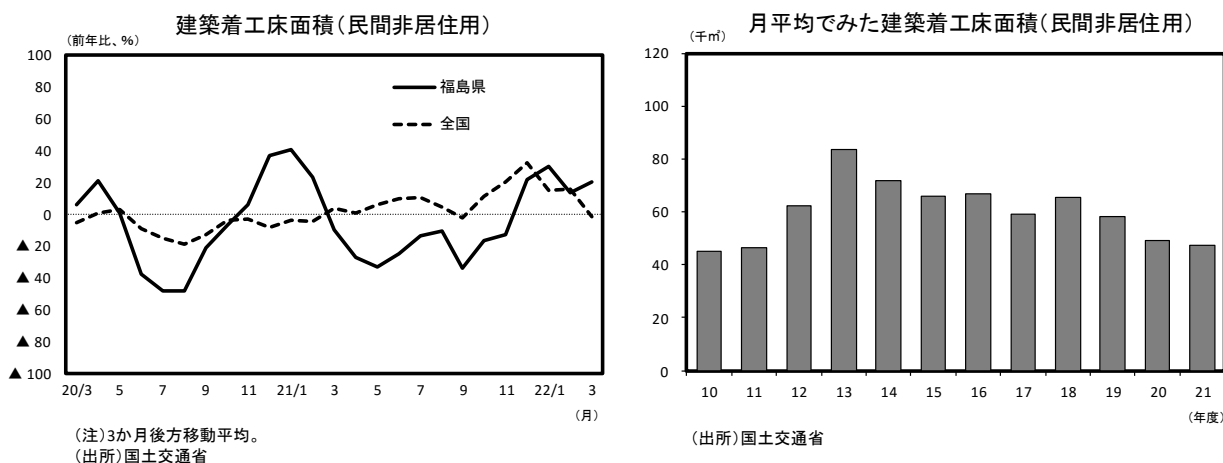 建築着工床面積(民間非居住用)
(前年比、%)
100
80
60
40
20
0
▲ 20
▲ 40
▲ 60
▲ 80
▲ 100
福島県
全国
20/3 5 7 9 11 21/1 3 5 7 9 11 22/1 3
(月)
(注)3か月後方移動平均。
(出所)国土交通省
月平均でみた建築着工床面積(民間非居住用)
(千㎡)
120
100
80
60
40
20
0
10 11 12 13 14 15 16 17 18 19 20 21
(年度)
(出所)国土交通省